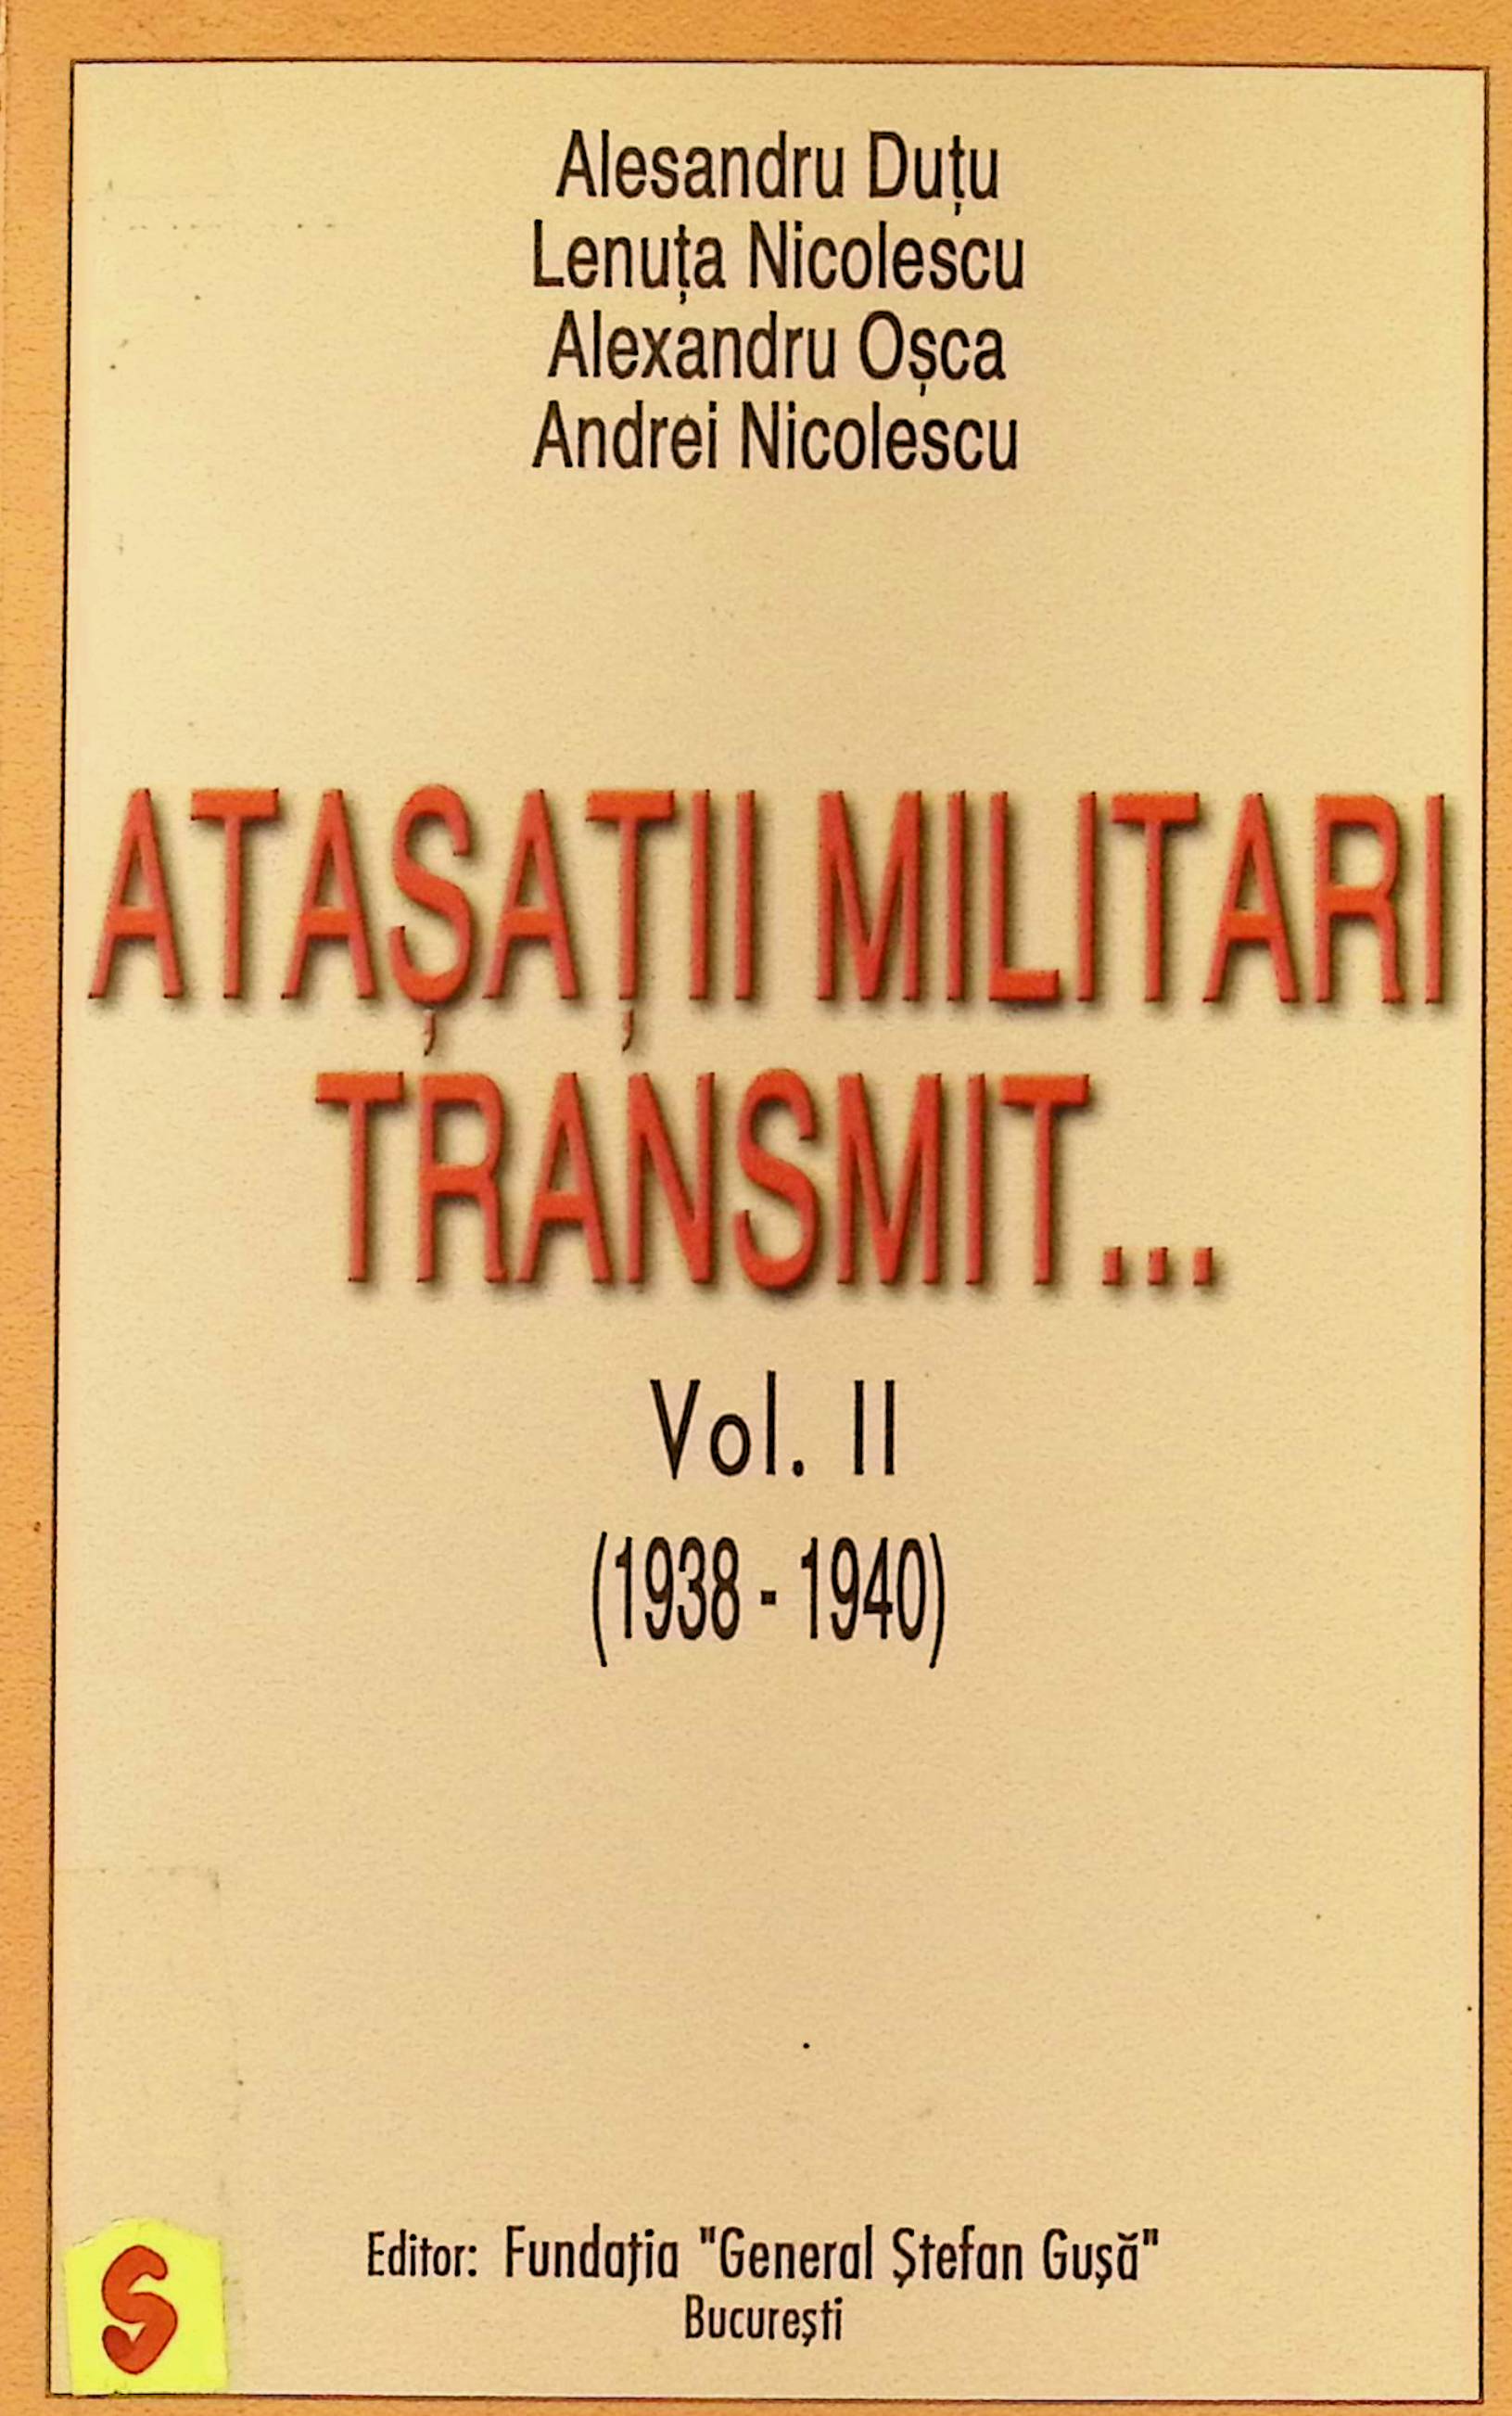 Alesandru Duțu
Lenuța Nicolescu
Alexandru Oșca
Andrei Nicolescu
ATAȘAȚII MILITARI
TRANSMIT...
Vol. II
(1938 - 1940)
Editor: Fundația "General Ștefan Gușă"
București
S